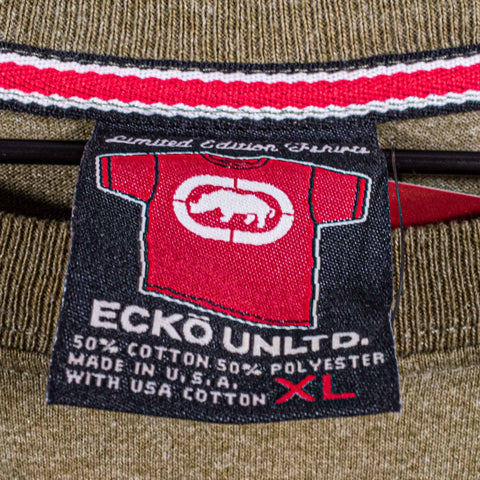 Limited Edition T-shirts
ECKŌ UNLTD.
50% COTTON 50% POLYESTER
MADE IN U.S.A.
WITH USA COTTON XL